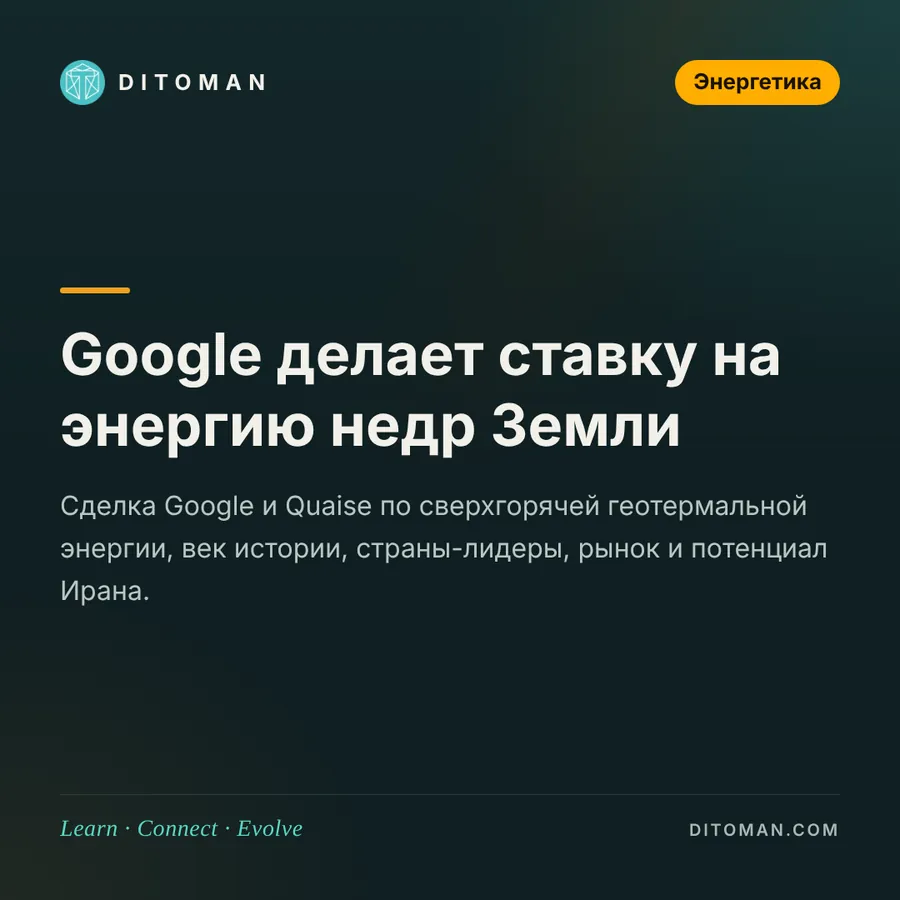 DITOMAN
Энергетика
Google делает ставку на
энергию недр Земли
Сделка Google и Quaise по сверхгорячей геотермальной
энергии, век истории, страны-лидеры, рынок и потенциал
Ирана.
Learn · Connect · Evolve
DITOMAN.COM